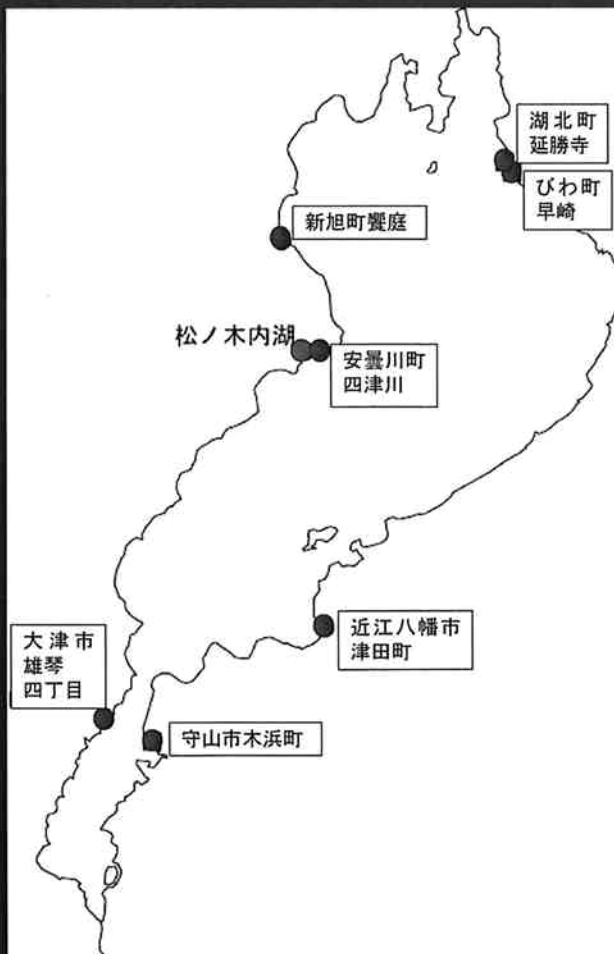 湖北町
延勝寺
びわ町
早崎
新旭町饗庭
松ノ木内湖
安曇川町
四津川
近江八幡市
津田町
大津市
雄琴
四丁目
守山市木浜町